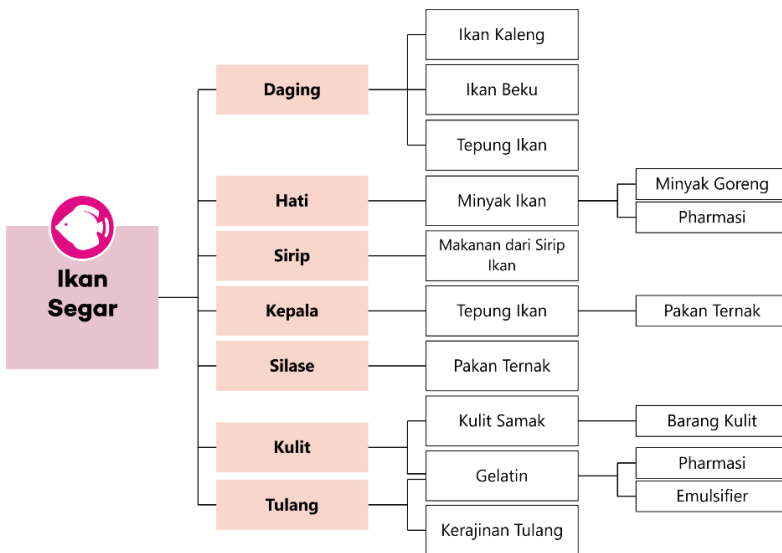 Ikan
Segar
Daging
Ikan Kaleng
Ikan Beku
Tepung Ikan
Hati
Minyak Ikan
Minyak Goreng
Pharmasi
Sirip
Makanan dari Sirip
Ikan
Kepala
Tepung Ikan
Pakan Ternak
Silase
Pakan Ternak
Kulit
Kulit Samak
Barang Kulit
Gelatin
Pharmasi
Emulsifier
Tulang
Kerajinan Tulang